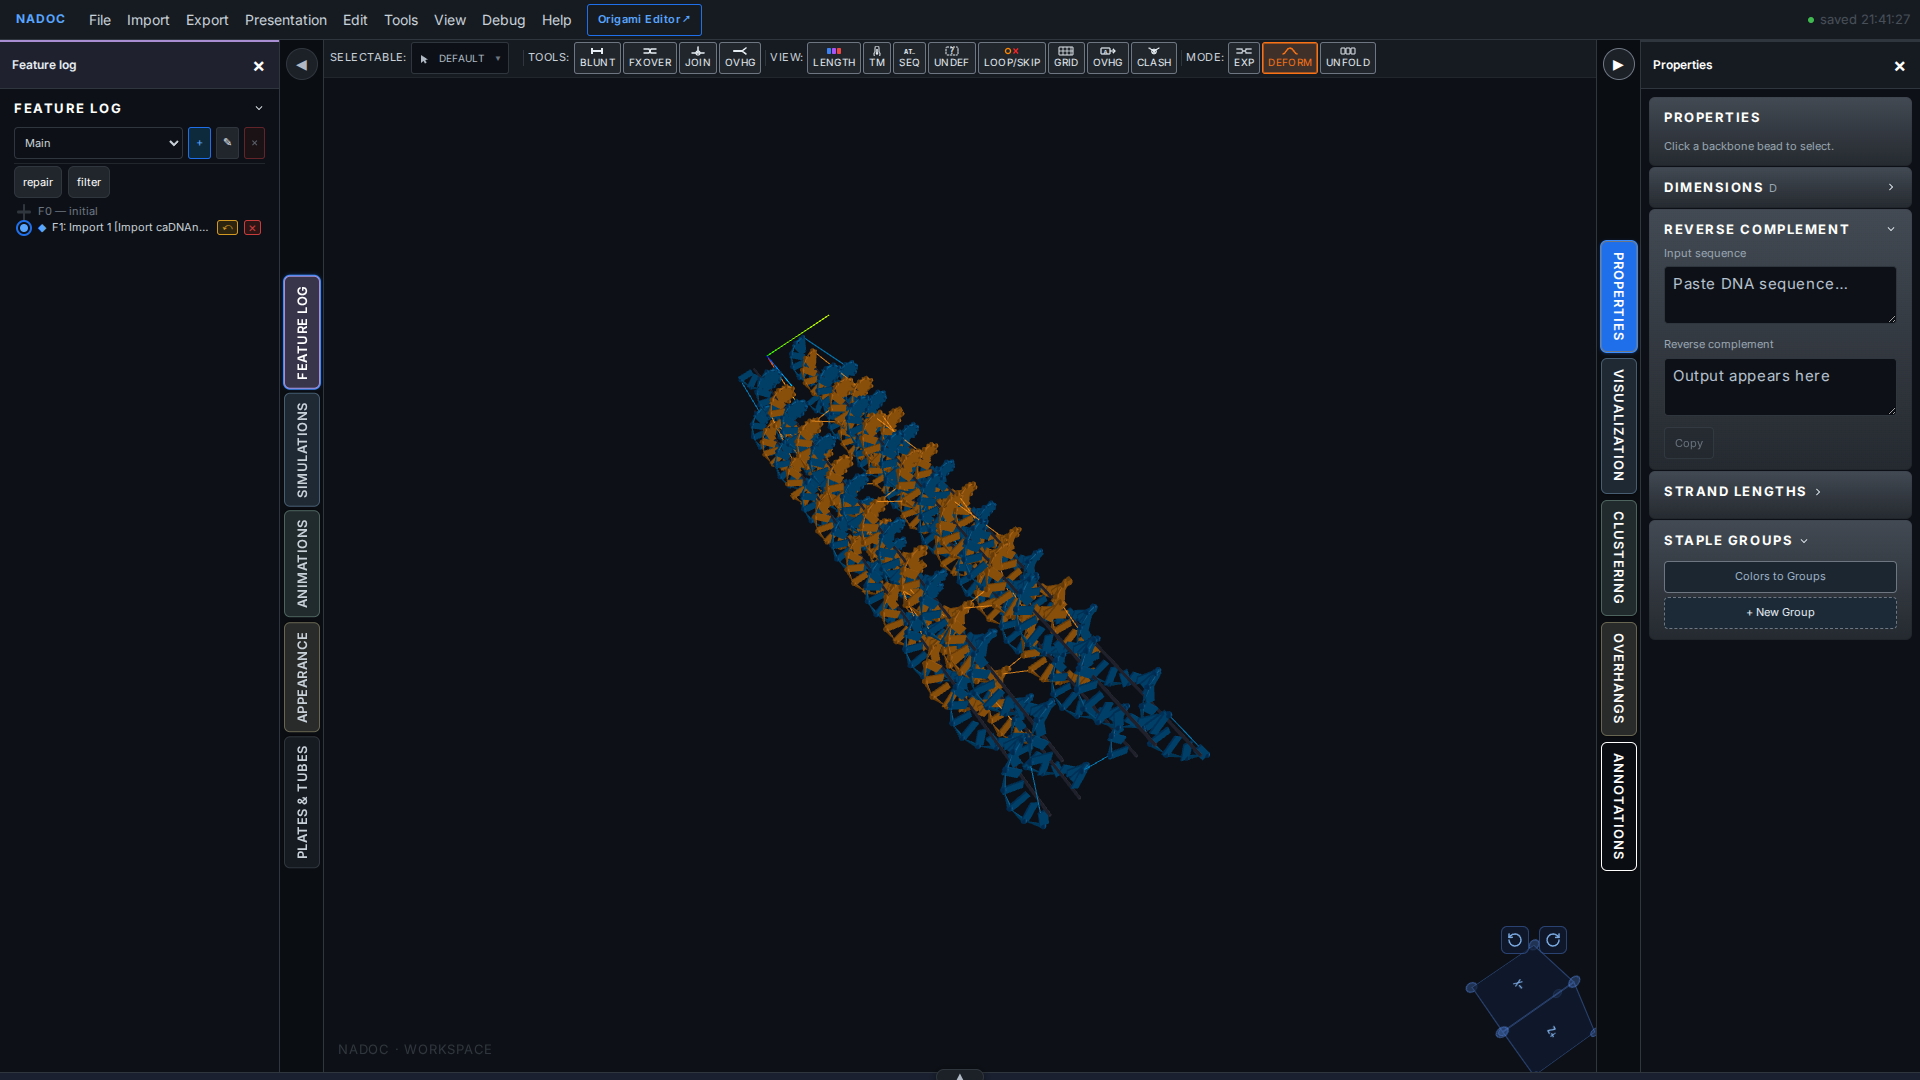 NADOC File Import Export Presentation Edit Tools View Debug Help Origami Editor↗ saved 21:41:27
Feature log ×
FEATURE LOG
Main + ✎ ×
repair filter
F0 — initial
F1: Import 1 [Import caDNAn...
FEATURE LOG
SIMULATIONS
ANIMATIONS
APPEARANCE
PLATES & TUBES
SELECTABLE: DEFAULT TOOLS: BLUNT FXOVER JOIN OVHG VIEW: LENGTH TM SEQ UNDEF LOOP/SKIP GRID OVHG CLASH MODE: EXP DEFORM UNFOLD
NADOC · WORKSPACE
PROPERTIES
VISUALIZATION
CLUSTERING
OVERHANGS
ANNOTATIONS
Properties ×
PROPERTIES
Click a backbone bead to select.
DIMENSIONS D
REVERSE COMPLEMENT
Input sequence
Paste DNA sequence...
Reverse complement
Output appears here
Copy
STRAND LENGTHS
STAPLE GROUPS
Colors to Groups
+ New Group